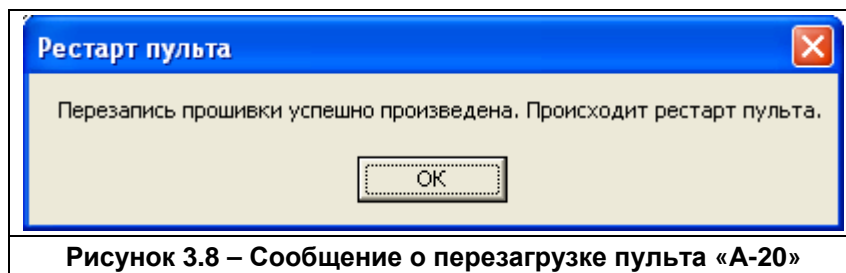 Рестарт пульта
Перезапись прошивки успешно произведена. Происходит рестарт пульта.
OK
Рисунок 3.8 – Сообщение о перезагрузке пульта «А-20»